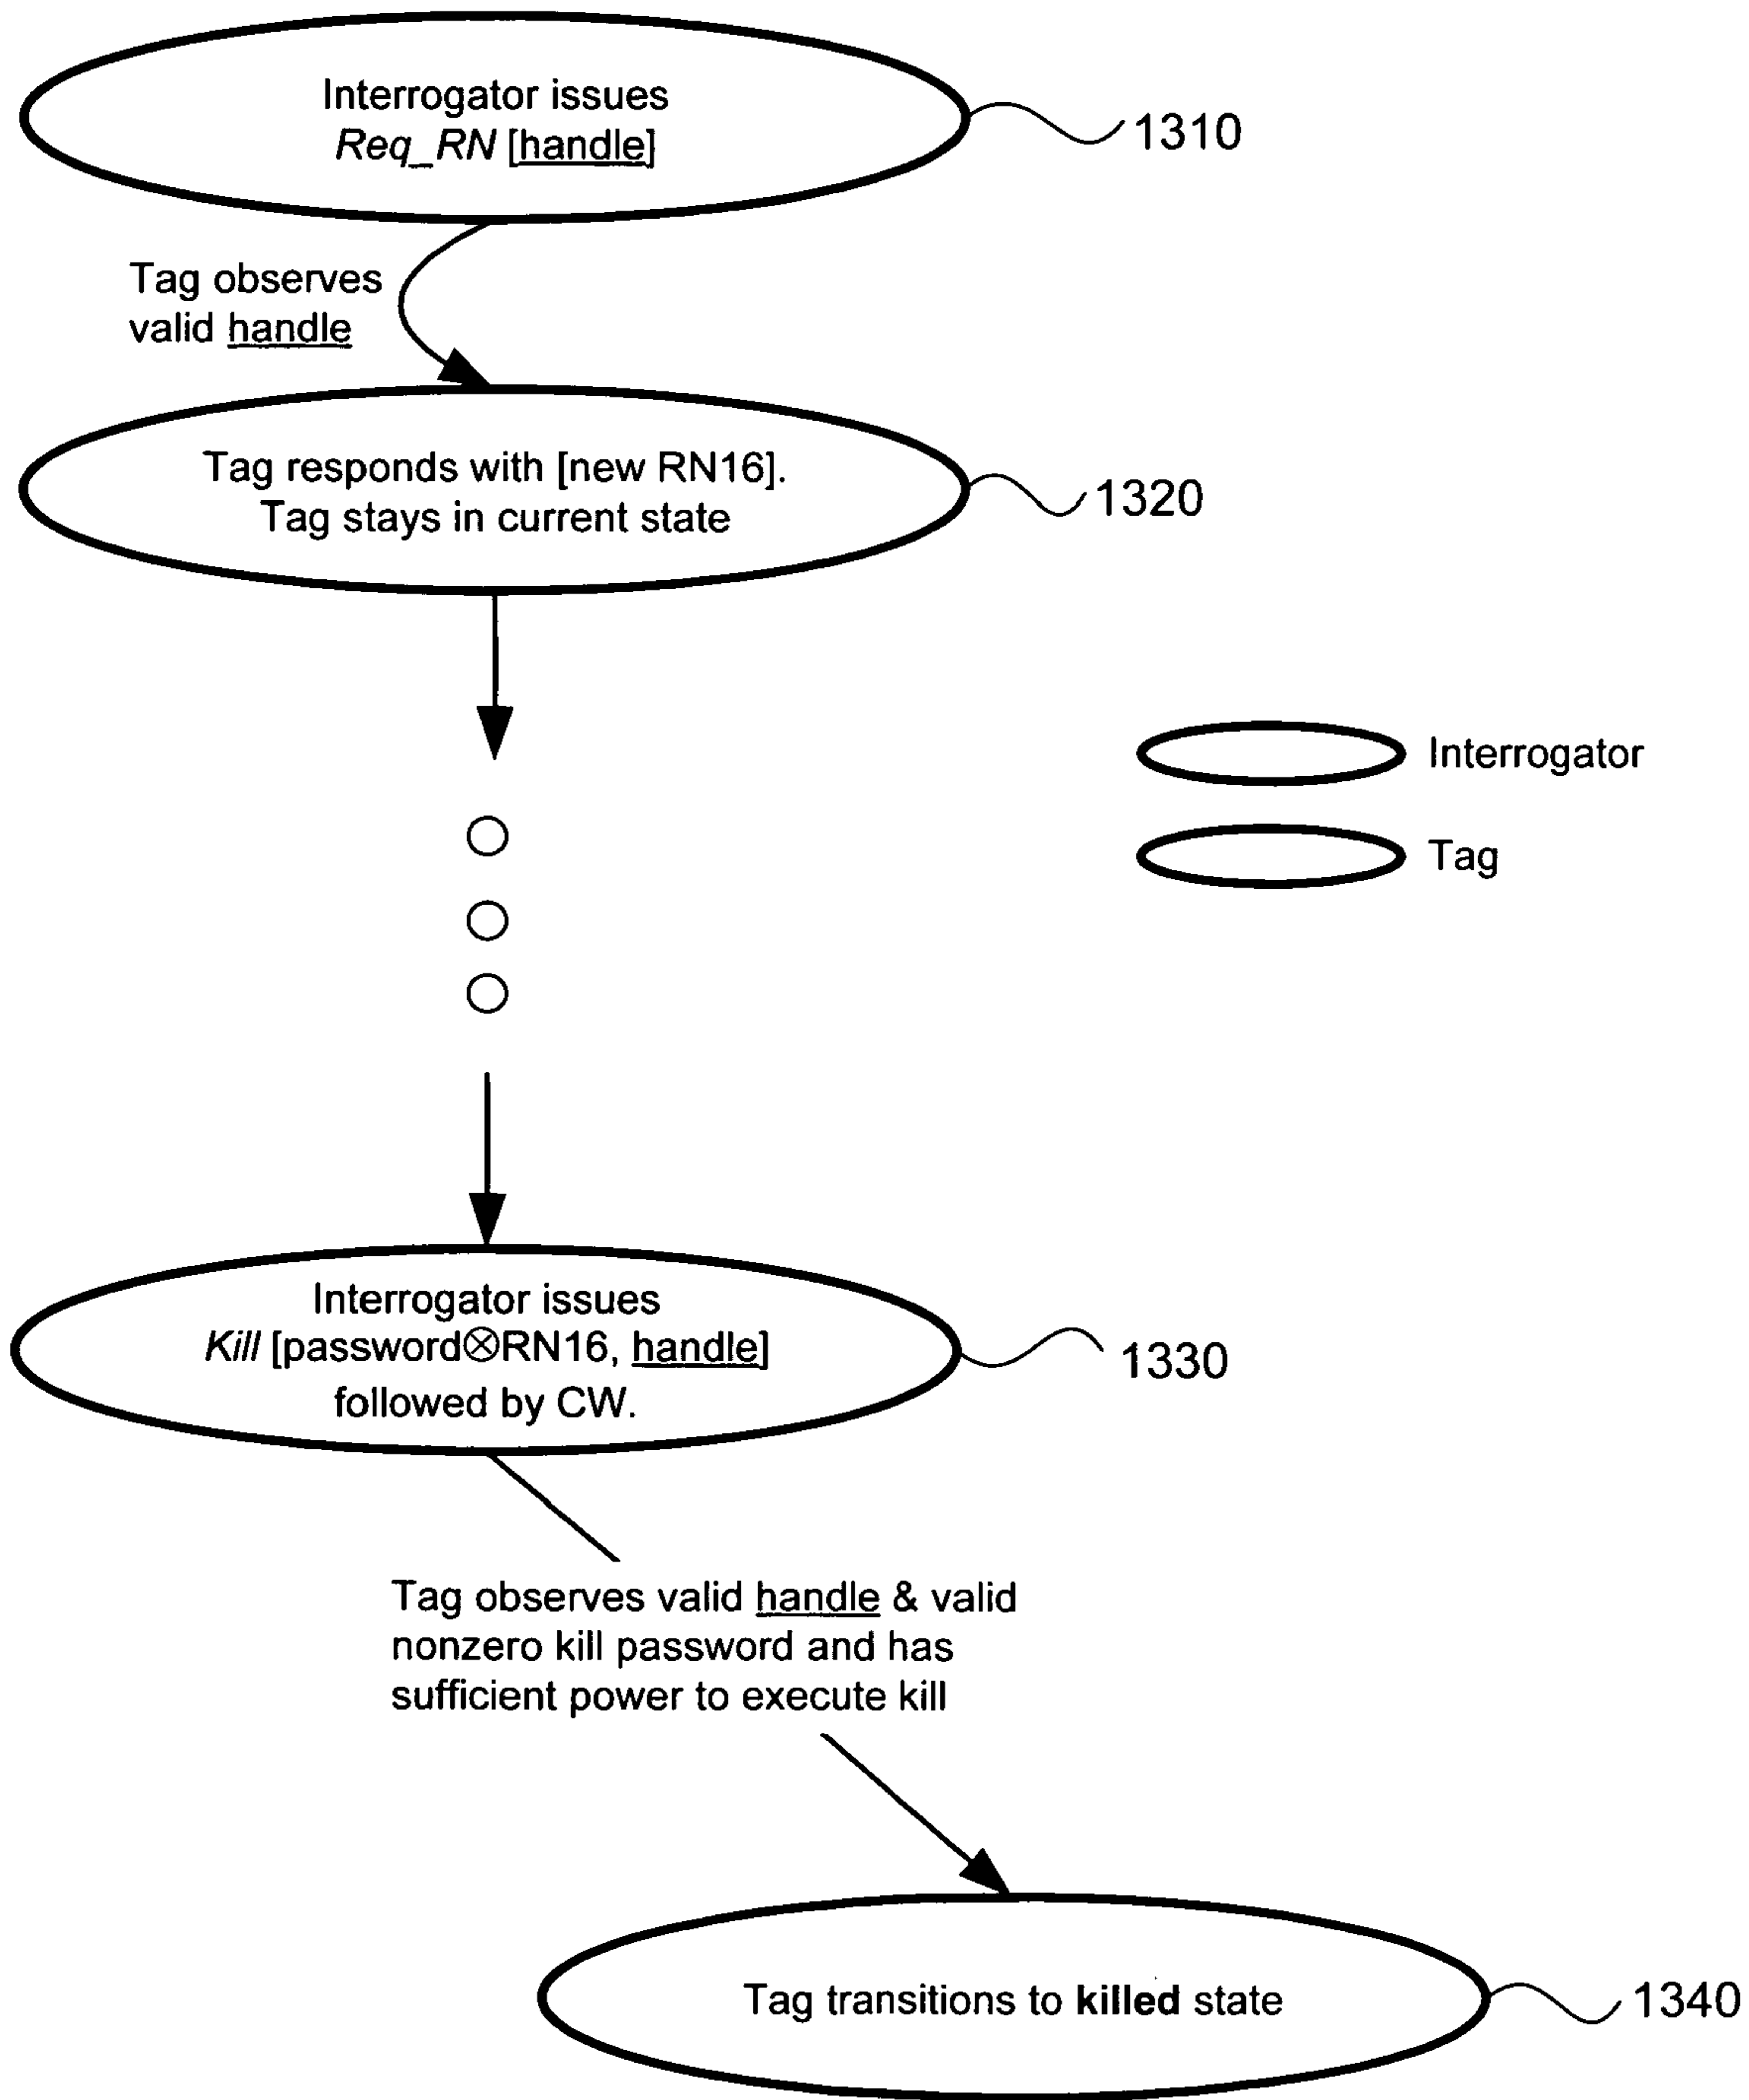 Interrogator issues
Req_RN [handle]
1310
Tag observes
valid handle
Tag responds with [new RN16].
Tag stays in current state
1320
Interrogator
Tag
Interrogator issues
Kill [password⊗RN16, handle]
followed by CW.
1330
Tag observes valid handle & valid
nonzero kill password and has
sufficient power to execute kill
Tag transitions to killed state
1340